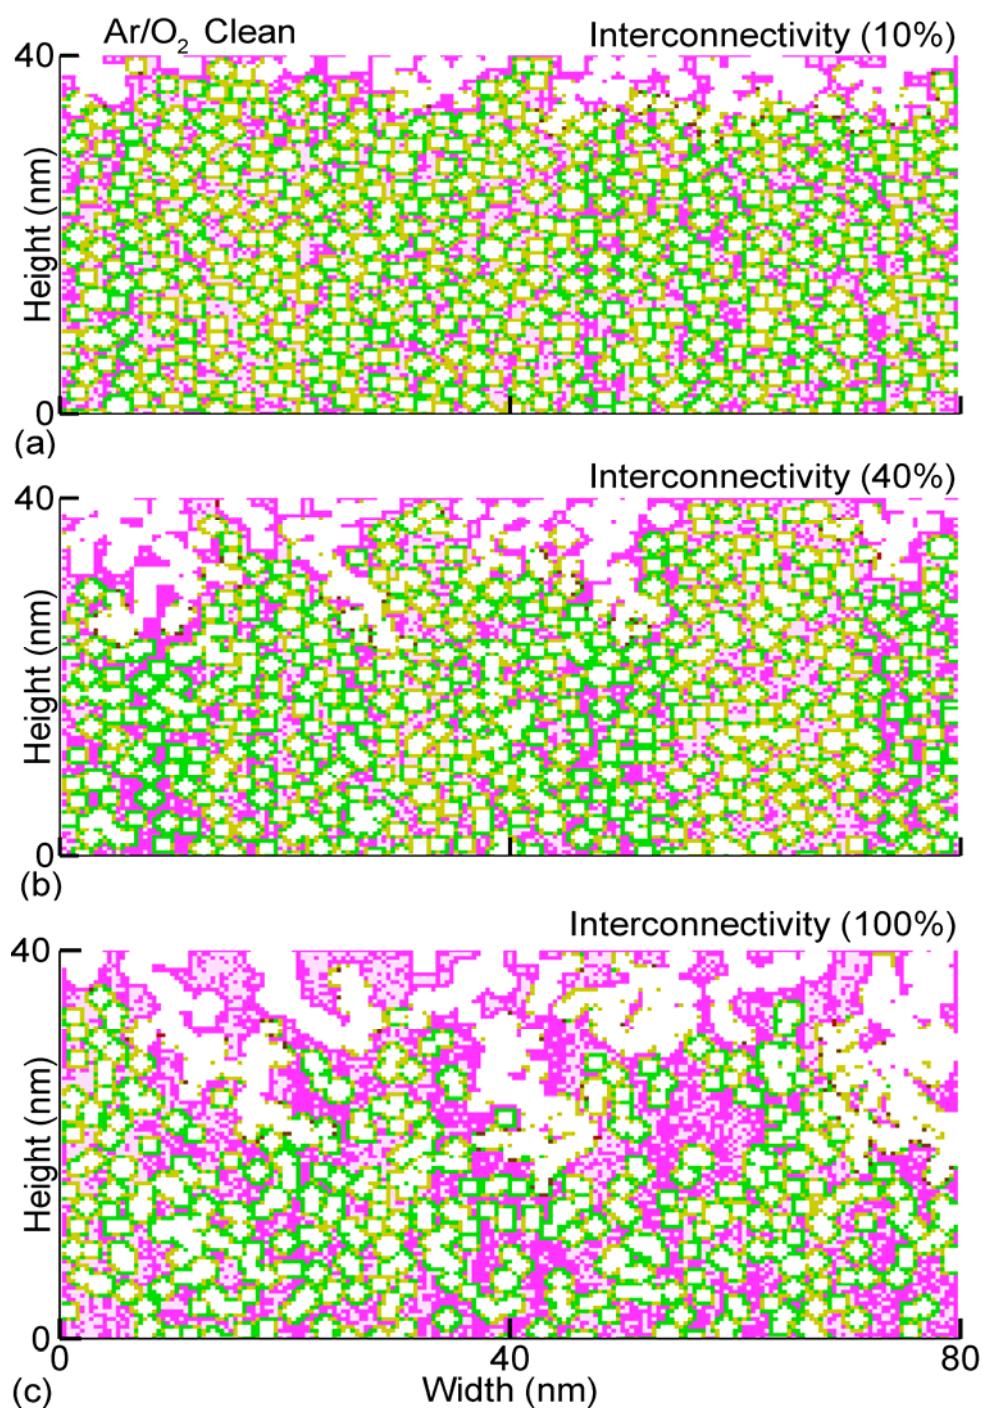 Ar/O₂ Clean Interconnectivity (10%)
40
Height (nm)
0
(a)
Interconnectivity (40%)
40
Height (nm)
0
(b)
Interconnectivity (100%)
40
Height (nm)
0
0 40 80
Width (nm)
(c)